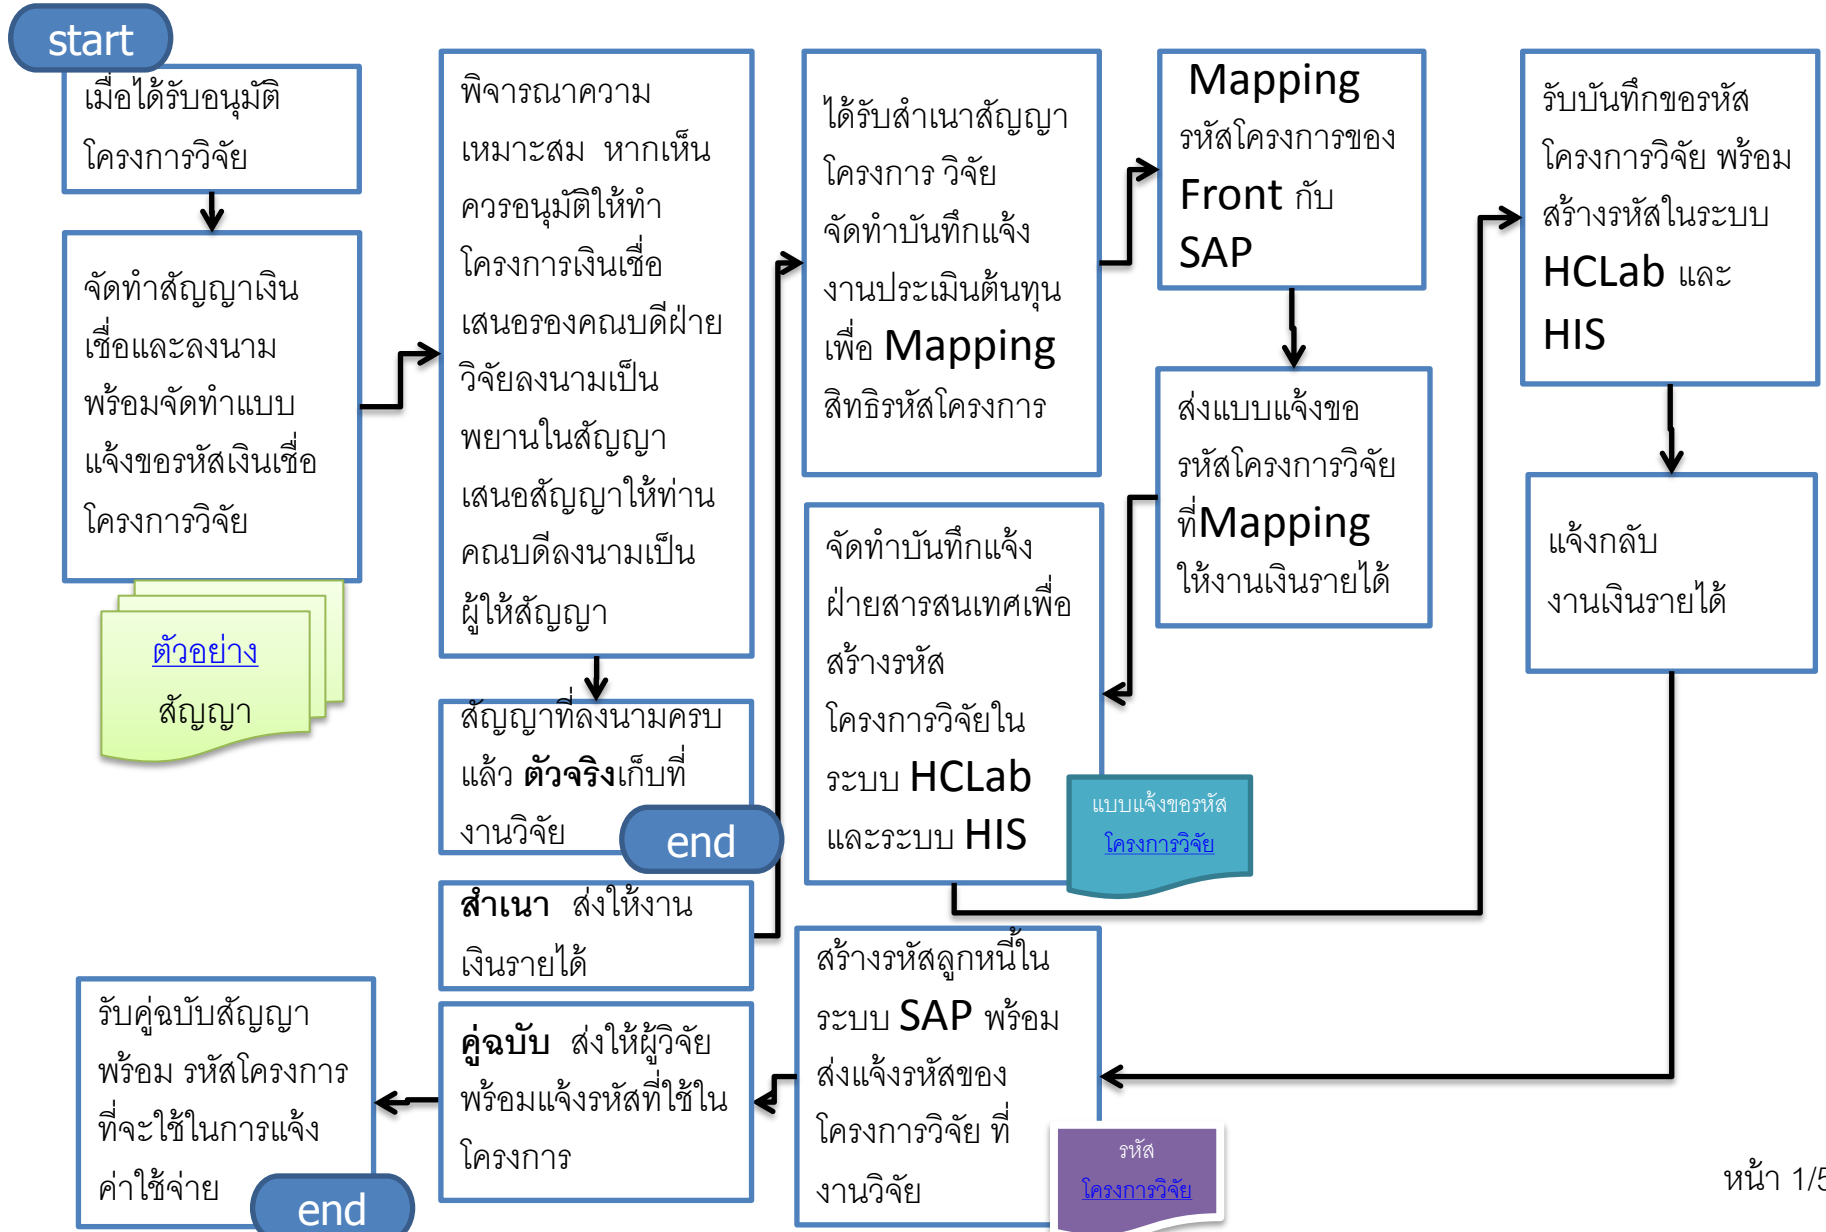 start
เมื่อได้รับอนุมัติ
โครงการวิจัย
จัดทำสัญญาเงิน
เชื่อและลงนาม
พร้อมจัดทำแบบ
แจ้งขอรหัสเงินเชื่อ
โครงการวิจัย
ตัวอย่าง
สัญญา
พิจารณาความ
เหมาะสม หากเห็น
ควรอนุมัติให้ทำ
โครงการเงินเชื่อ
เสนอรองคณบดีฝ่าย
วิจัยลงนามเป็น
พยานในสัญญา
เสนอสัญญาให้ท่าน
คณบดีลงนามเป็น
ผู้ให้สัญญา
สัญญาที่ลงนามครบ
แล้ว ตัวจริงเก็บที่
งานวิจัย
end
สำเนา ส่งให้งาน
เงินรายได้
ได้รับสำเนาสัญญา
โครงการ วิจัย
จัดทำบันทึกแจ้ง
งานประเมินต้นทุน
เพื่อ Mapping
สิทธิรหัสโครงการ
Mapping
รหัสโครงการของ
Front กับ
SAP
ส่งแบบแจ้งขอ
รหัสโครงการวิจัย
ที่Mapping
ให้งานเงินรายได้
จัดทำบันทึกแจ้ง
ฝ่ายสารสนเทศเพื่อ
สร้างรหัส
โครงการวิจัยใน
ระบบ HCLab
และระบบ HIS
แบบแจ้งขอรหัส
โครงการวิจัย
รับบันทึกขอรหัส
โครงการวิจัย พร้อม
สร้างรหัสในระบบ
HCLab และ
HIS
แจ้งกลับ
งานเงินรายได้
สร้างรหัสลูกหนี้ใน
ระบบ SAP พร้อม
ส่งแจ้งรหัสของ
โครงการวิจัย ที่
งานวิจัย
รหัส
โครงการวิจัย
คู่ฉบับ ส่งให้ผู้วิจัย
พร้อมแจ้งรหัสที่ใช้ใน
โครงการ
รับคู่ฉบับสัญญา
พร้อม รหัสโครงการ
ที่จะใช้ในการแจ้ง
ค่าใช้จ่าย
end
หน้า 1/5